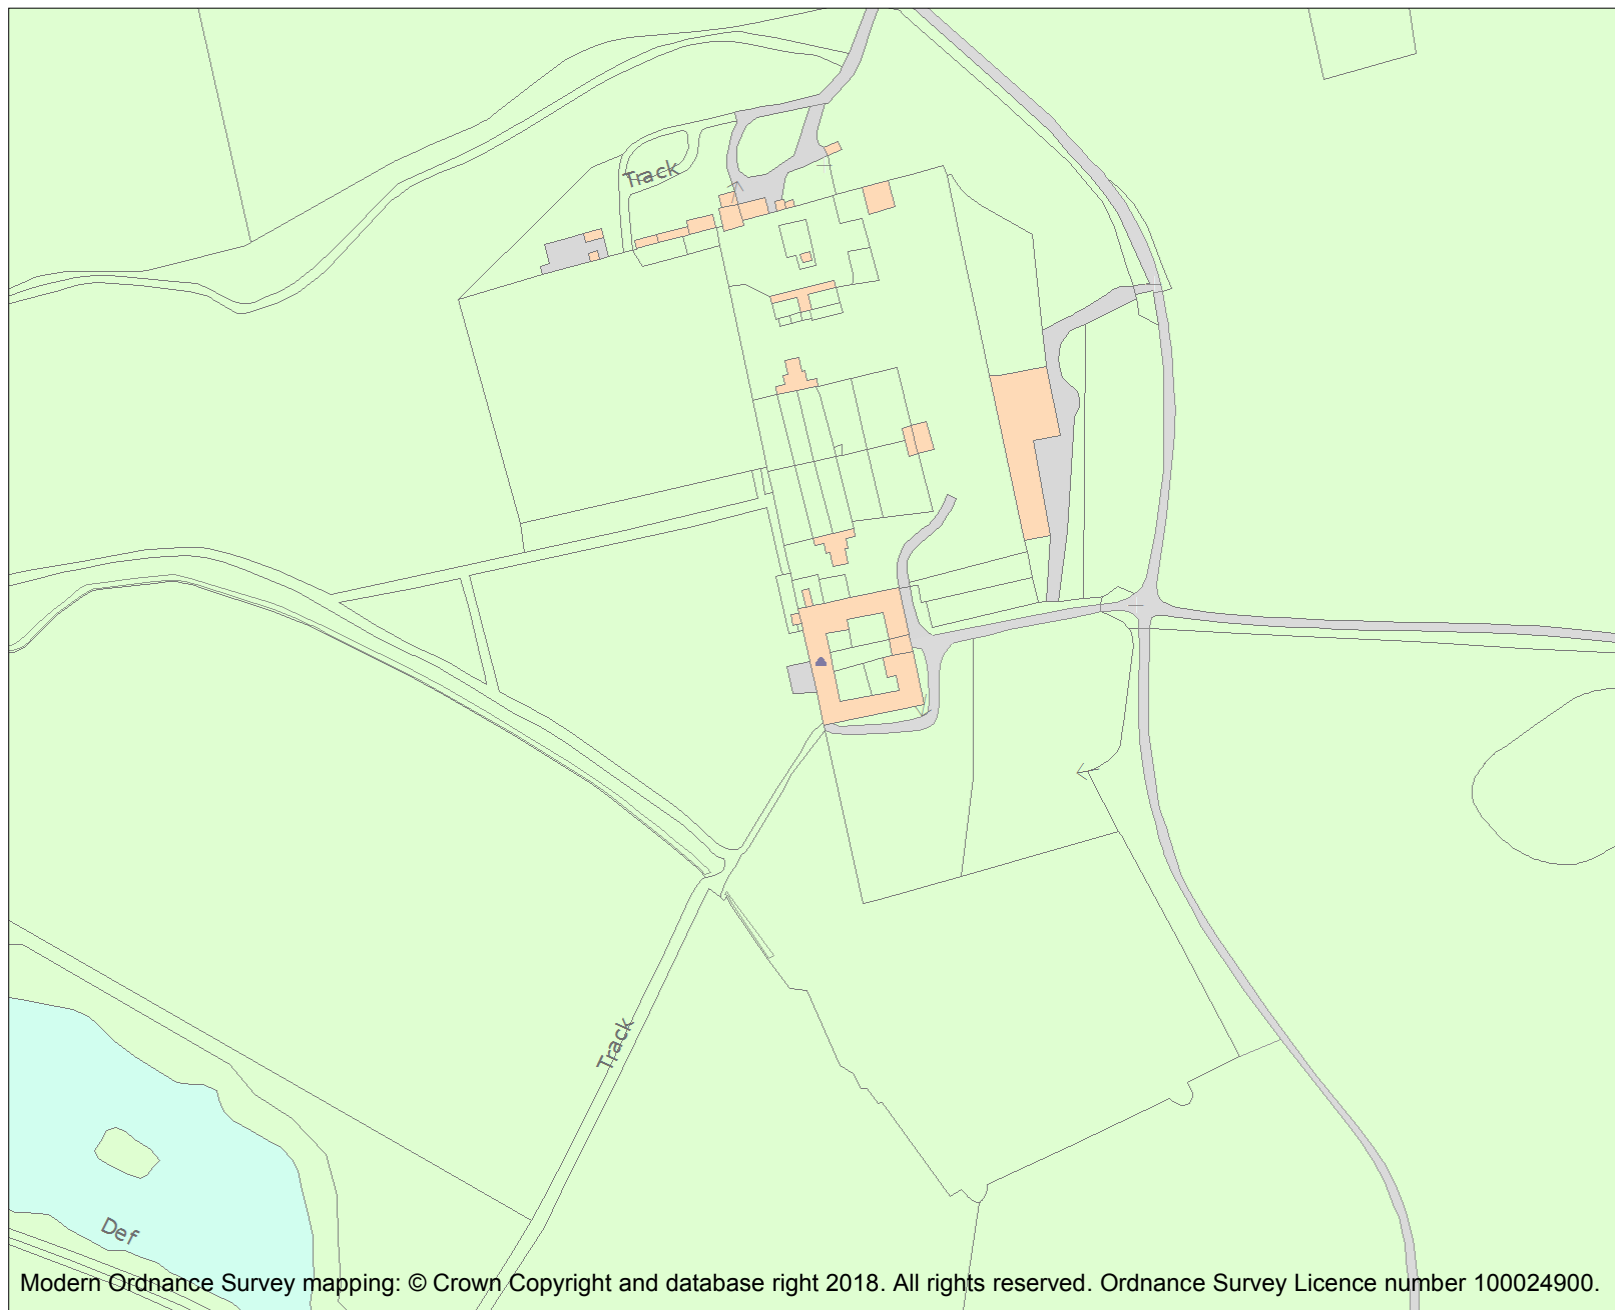 Track
Track
Def
Modern Ordnance Survey mapping: © Crown Copyright and database right 2018. All rights reserved. Ordnance Survey Licence number 100024900.